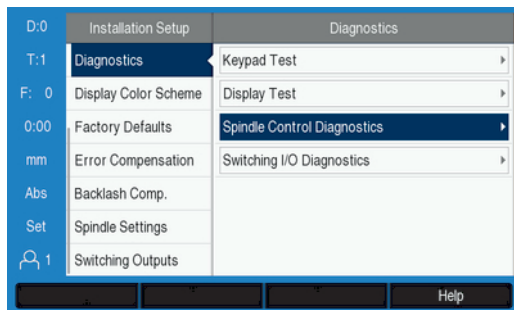 D:0
Installation Setup
Diagnostics
T:1
Diagnostics
Keypad Test
F: 0
Display Color Scheme
Display Test
0:00
Factory Defaults
Spindle Control Diagnostics
mm
Error Compensation
Switching I/O Diagnostics
Abs
Backlash Comp.
Set
Spindle Settings
1
Switching Outputs
Help